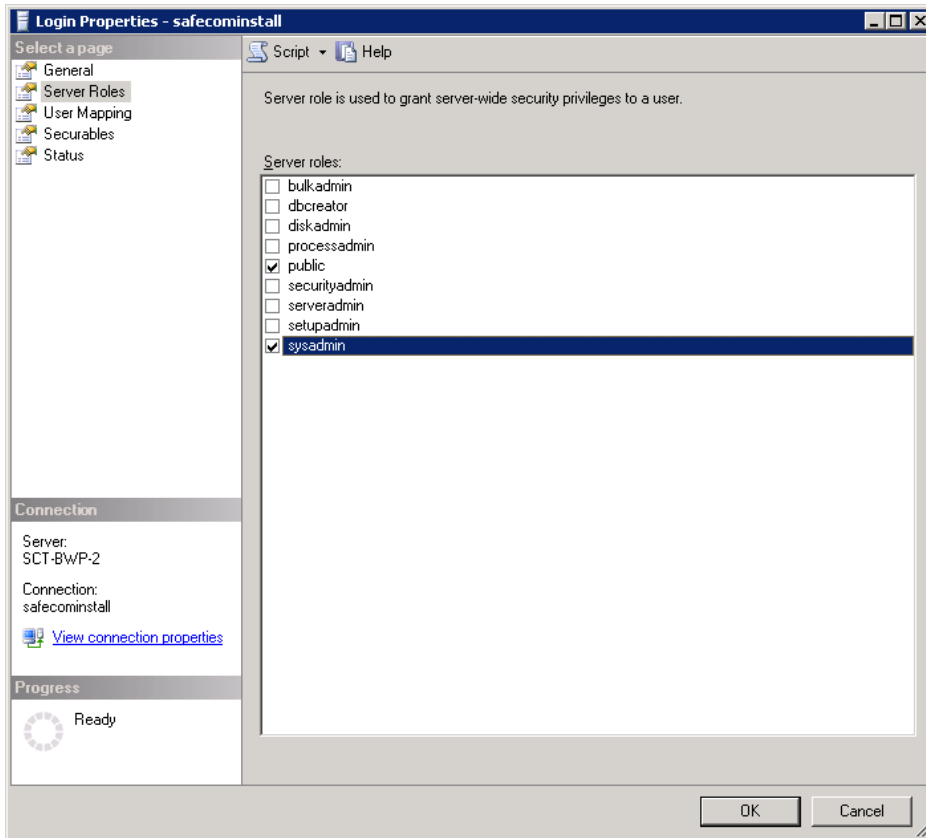 Login Properties - safecominstall
Select a page
General
Server Roles
User Mapping
Securables
Status
Script
Help
Server role is used to grant server-wide security privileges to a user.
Server roles:
bulkadmin
dbcreator
diskadmin
processadmin
public
securityadmin
serveradmin
setupadmin
sysadmin
Connection
Server:
SCT-BWP-2
Connection:
safecominstall
View connection properties
Progress
Ready
OK
Cancel